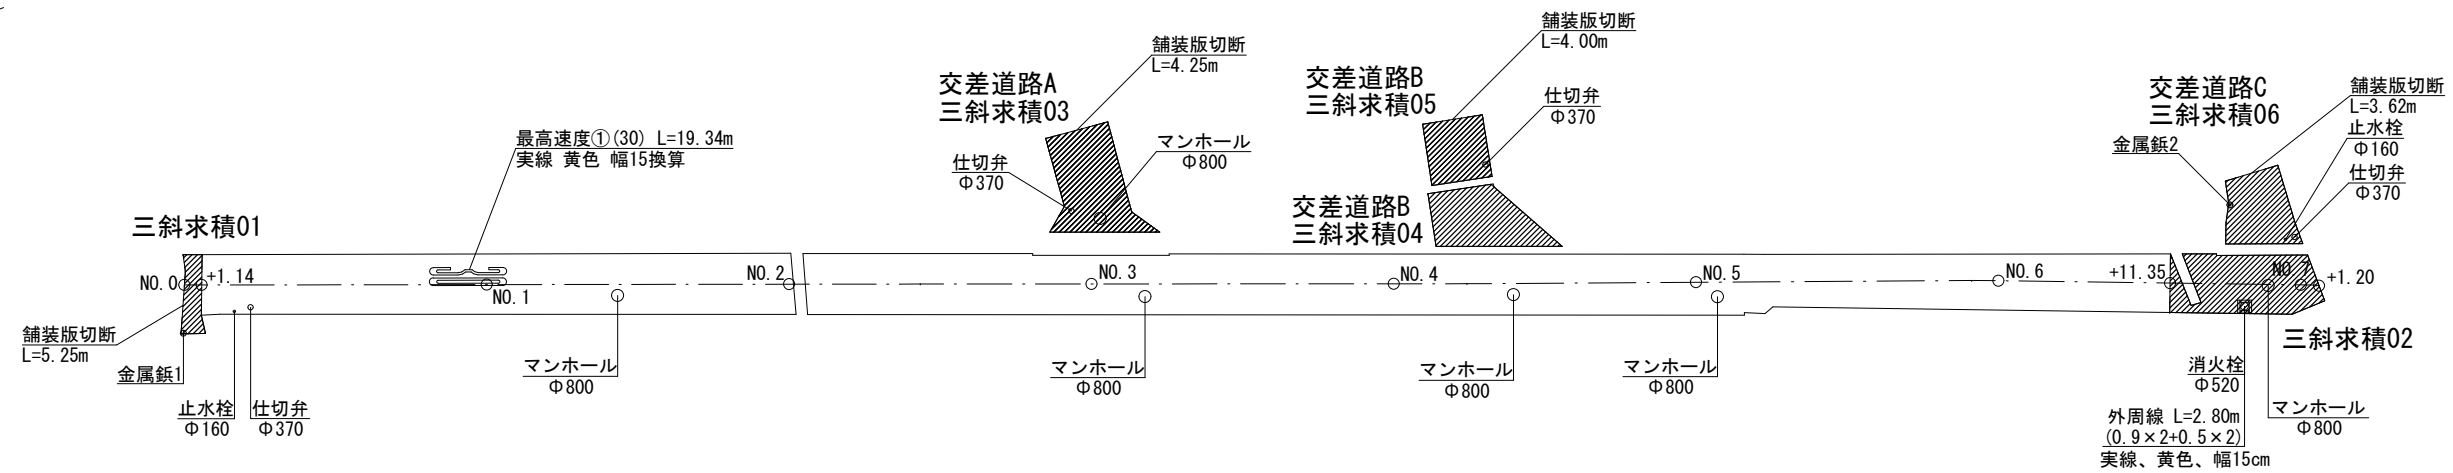 舗装版切断
L=4.00m
舗装版切断
L=4.25m
交差道路A
三斜求積03
交差道路B
三斜求積05
仕切弁
Φ370
交差道路C
三斜求積06
舗装版切断
L=3.62m
止水栓
Φ160
金属鋲2
仕切弁
Φ370
最高速度①(30) L=19.34m
実線 黄色 幅15換算
マンホール
Φ800
仕切弁
Φ370
交差道路B
三斜求積04
三斜求積01
NO.0
+1.14
NO.1
NO.2
NO.3
NO.4
NO.5
NO.6
+11.35
NO.7
+1.20
舗装版切断
L=5.25m
金属鋲1
止水栓
Φ160
仕切弁
Φ370
マンホール
Φ800
マンホール
Φ800
マンホール
Φ800
マンホール
Φ800
三斜求積02
消火栓
Φ520
外周線 L=2.80m
(0.9×2+0.5×2)
実線、黄色、幅15cm
マンホール
Φ800